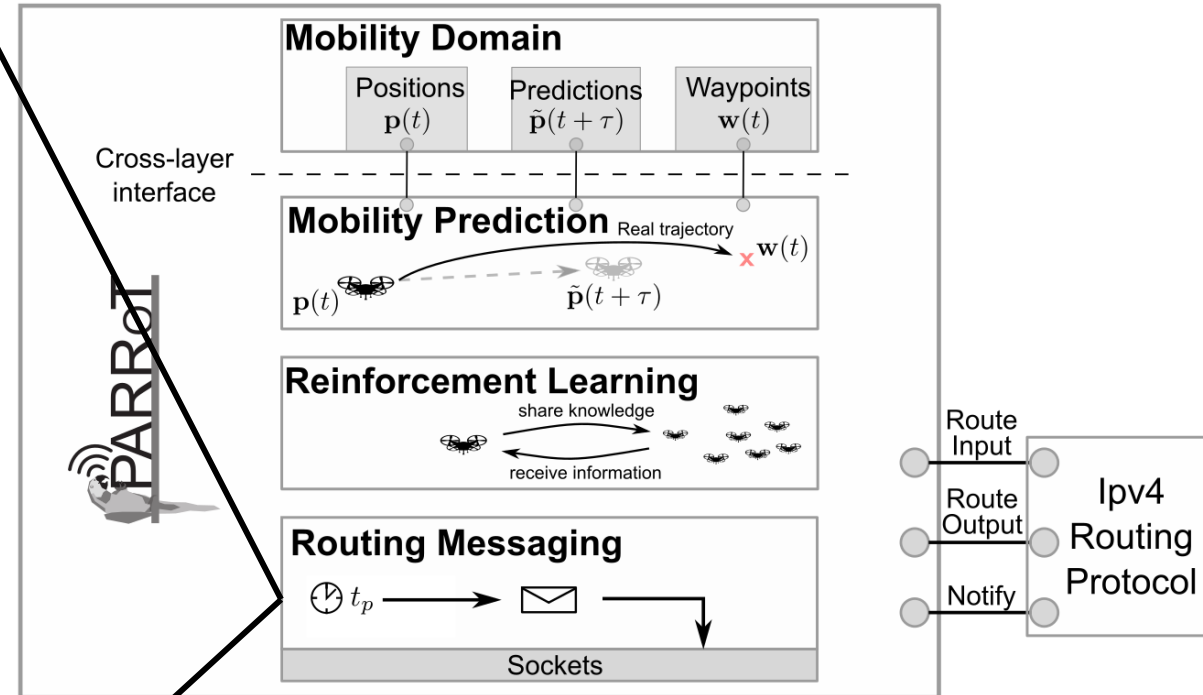 Mobility Domain
Positions
p(t)
Predictions
p̃(t + τ)
Waypoints
w(t)
Cross-layer
interface
Mobility Prediction
Real trajectory
x w(t)
p(t)
p̃(t + τ)
PARRoT
Reinforcement Learning
share knowledge
receive information
Routing Messaging
t_p
Sockets
Route
Input
Route
Output
Notify
Ipv4
Routing
Protocol